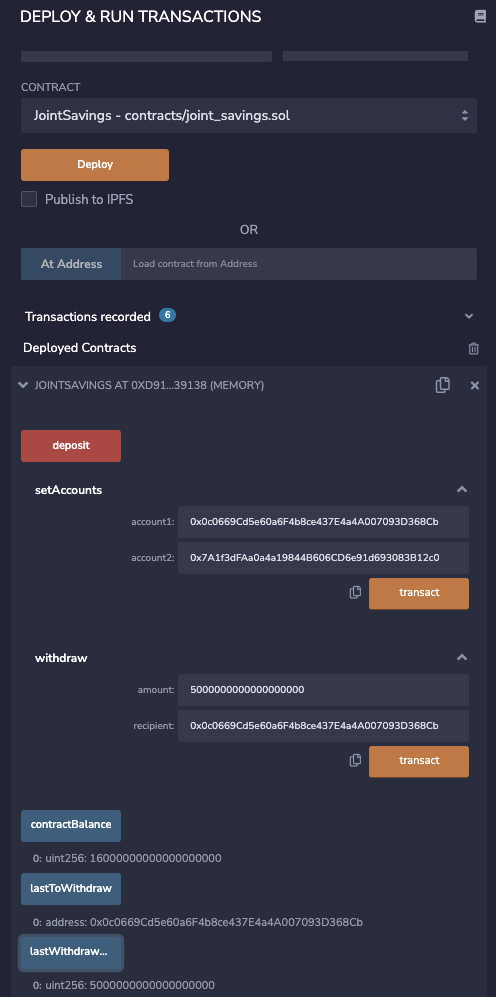 DEPLOY & RUN TRANSACTIONS
CONTRACT
JointSavings - contracts/joint_savings.sol
Deploy
Publish to IPFS
OR
At Address Load contract from Address
Transactions recorded 6
Deployed Contracts
JOINTSAVINGS AT 0XD91...39138 (MEMORY)
deposit
setAccounts
account1: 0x0c0669Cd5e60a6F4b8ce437E4a4A007093D368Cb
account2: 0x7A1f3dFAa0a4a19844B606CD6e91d693083B12c0
transact
withdraw
amount: 5000000000000000000
recipient: 0x0c0669Cd5e60a6F4b8ce437E4a4A007093D368Cb
transact
contractBalance
0: uint256: 16000000000000000000
lastToWithdraw
0: address: 0x0c0669Cd5e60a6F4b8ce437E4a4A007093D368Cb
lastWithdraw...
0: uint256: 5000000000000000000